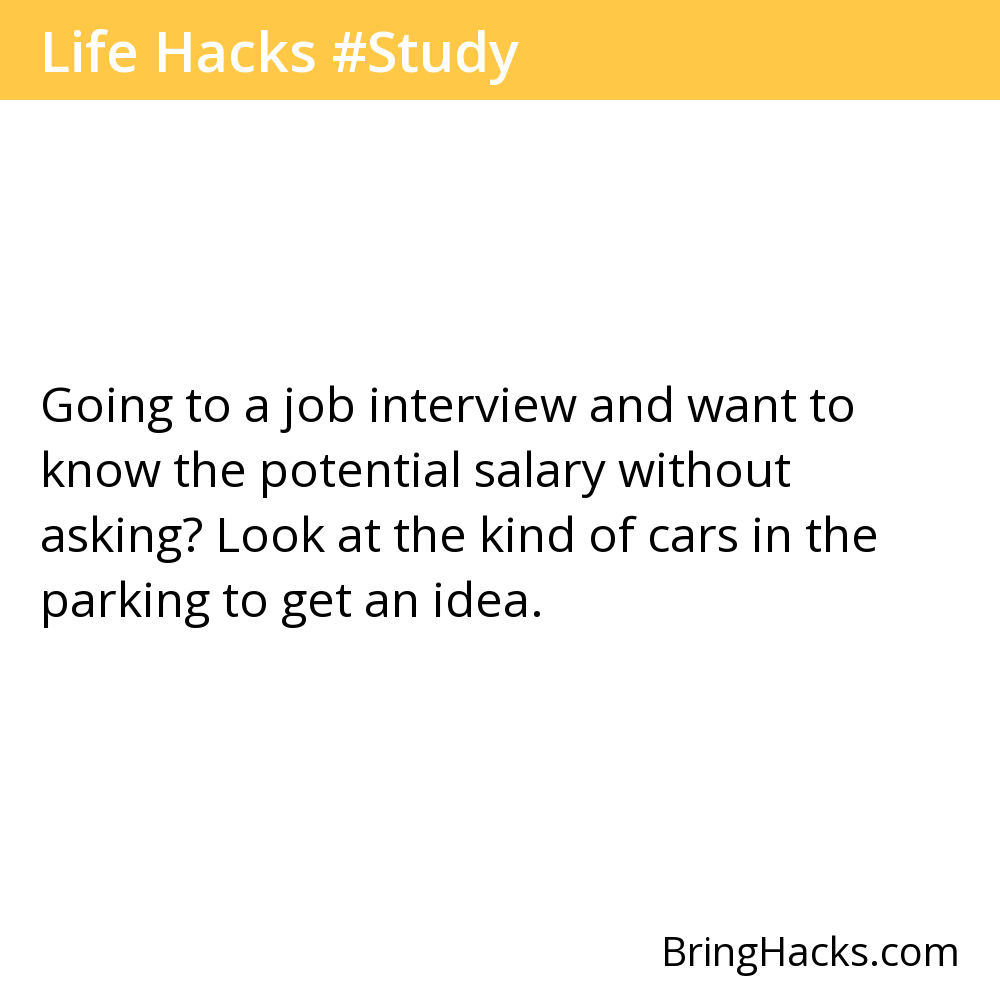 Life Hacks #Study
Going to a job interview and want to
know the potential salary without
asking? Look at the kind of cars in the
parking to get an idea.
BringHacks.com